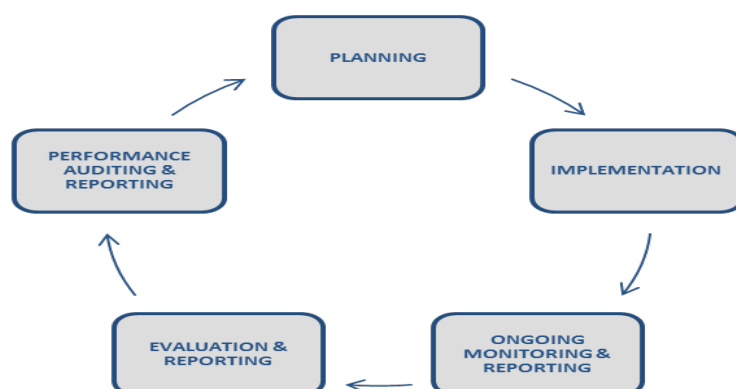 PLANNING
IMPLEMENTATION
ONGOING
MONITORING &
REPORTING
EVALUATION &
REPORTING
PERFORMANCE
AUDITING &
REPORTING